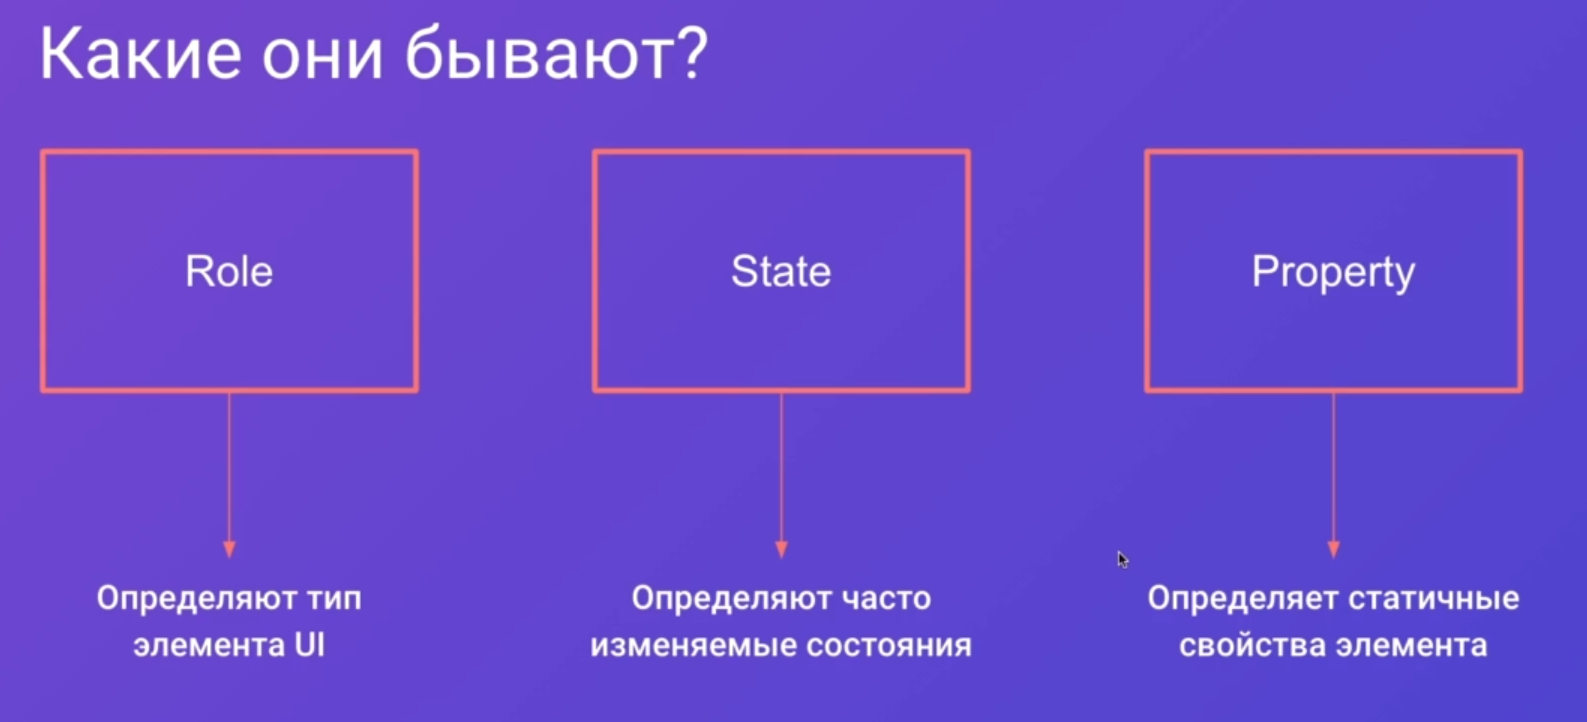 Какие они бывают?
Role
State
Property
Определяют тип
элемента UI
Определяют часто
изменяемые состояния
Определяет статичные
свойства элемента